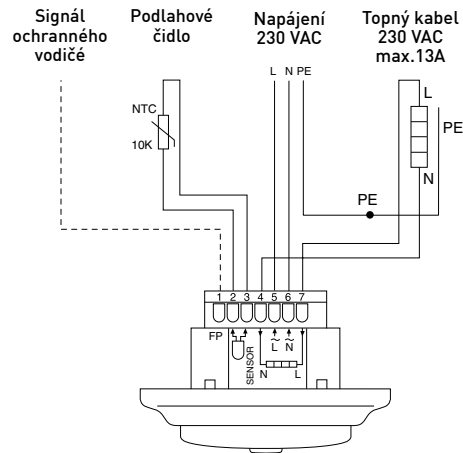 Signál
ochranného
vodičé
Podlahové
čidlo
Napájení
230 VAC
Topný kabel
230 VAC
max.13A
L N PE
L
NTC
PE
10K
N
PE
1 2 3 4 5 6 7
FP
SENSOR
~ ~
L N
N L